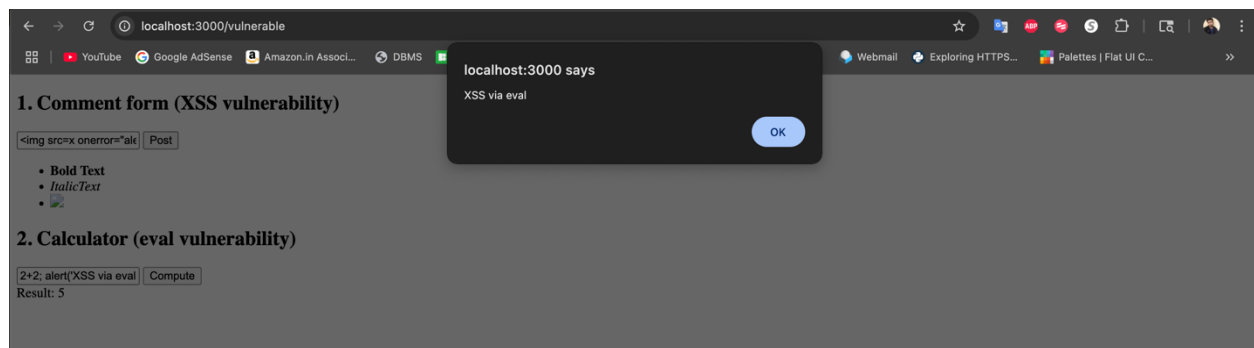 localhost:3000/vulnerable
YouTube Google AdSense Amazon.in Associ... DBMS Webmail Exploring HTTPS... Palettes | Flat UI C... »
localhost:3000 says
XSS via eval
OK
1. Comment form (XSS vulnerability)
<img src=x onerror="ale Post
• Bold Text
• ItalicText
2. Calculator (eval vulnerability)
2+2; alert('XSS via eval Compute
Result: 5